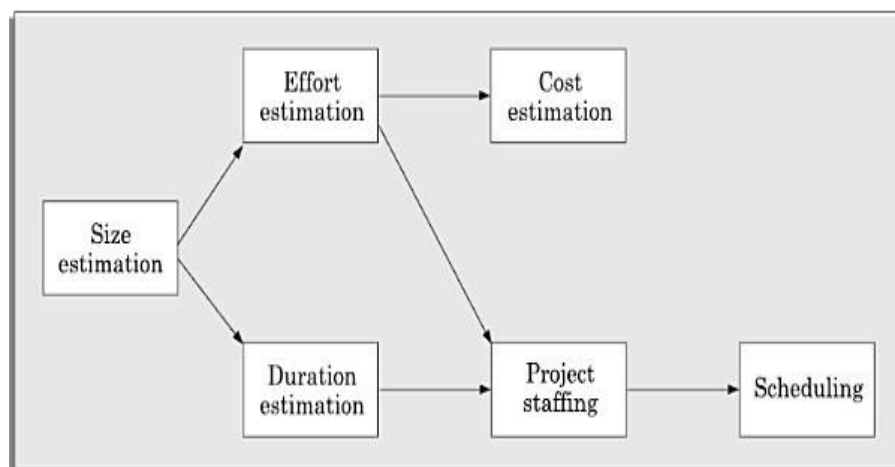 Effort
estimation
Cost
estimation
Size
estimation
Duration
estimation
Project
staffing
Scheduling